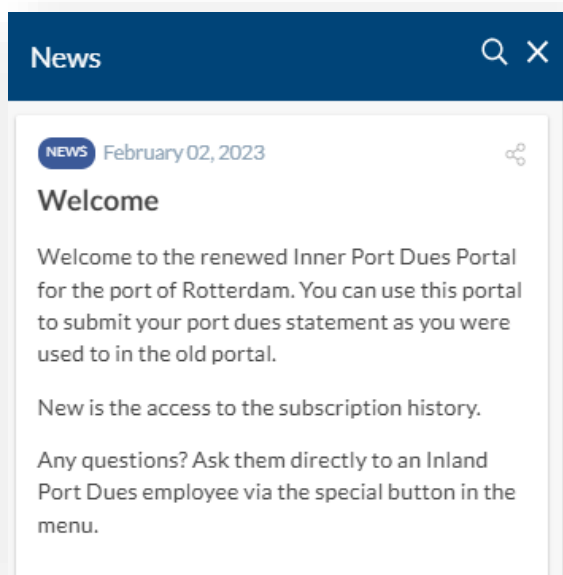 News
NEWS February 02, 2023
Welcome
Welcome to the renewed Inner Port Dues Portal
for the port of Rotterdam. You can use this portal
to submit your port dues statement as you were
used to in the old portal.
New is the access to the subscription history.
Any questions? Ask them directly to an Inland
Port Dues employee via the special button in the
menu.